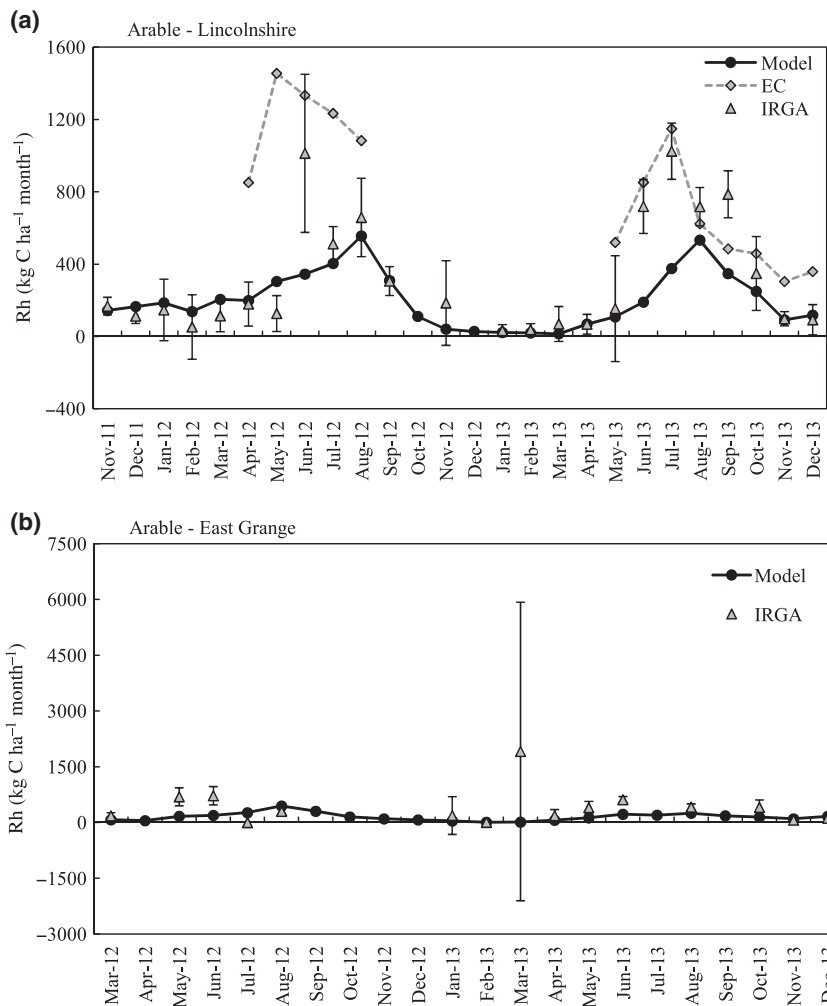 (a)
Arable - Lincolnshire
1600
1200
800
400
0
−400
Rh (kg C ha⁻¹ month⁻¹)
Model
EC
IRGA
Nov-11
Dec-11
Jan-12
Feb-12
Mar-12
Apr-12
May-12
Jun-12
Jul-12
Aug-12
Sep-12
Oct-12
Nov-12
Dec-12
Jan-13
Feb-13
Mar-13
Apr-13
May-13
Jun-13
Jul-13
Aug-13
Sep-13
Oct-13
Nov-13
Dec-13
(b)
Arable - East Grange
7500
6000
4500
3000
1500
0
−1500
−3000
Rh (kg C ha⁻¹ month⁻¹)
Model
IRGA
Mar-12
Apr-12
May-12
Jun-12
Jul-12
Aug-12
Sep-12
Oct-12
Nov-12
Dec-12
Jan-13
Feb-13
Mar-13
Apr-13
May-13
Jun-13
Jul-13
Aug-13
Sep-13
Oct-13
Nov-13